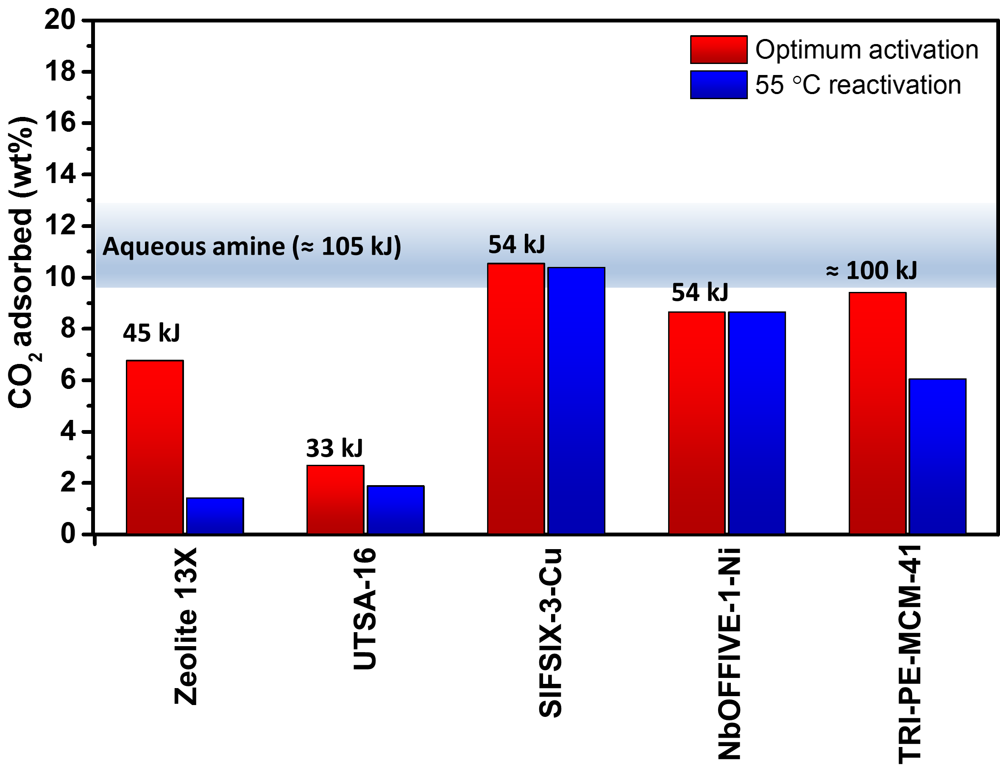 CO2 adsorbed (wt%)
20
18
16
14
12
10
8
6
4
2
0
Optimum activation
55 °C reactivation
Aqueous amine (≈ 105 kJ)
45 kJ
33 kJ
54 kJ
54 kJ
≈ 100 kJ
Zeolite 13X
UTSA-16
SIFSIX-3-Cu
NbOFFIVE-1-Ni
TRI-PE-MCM-41